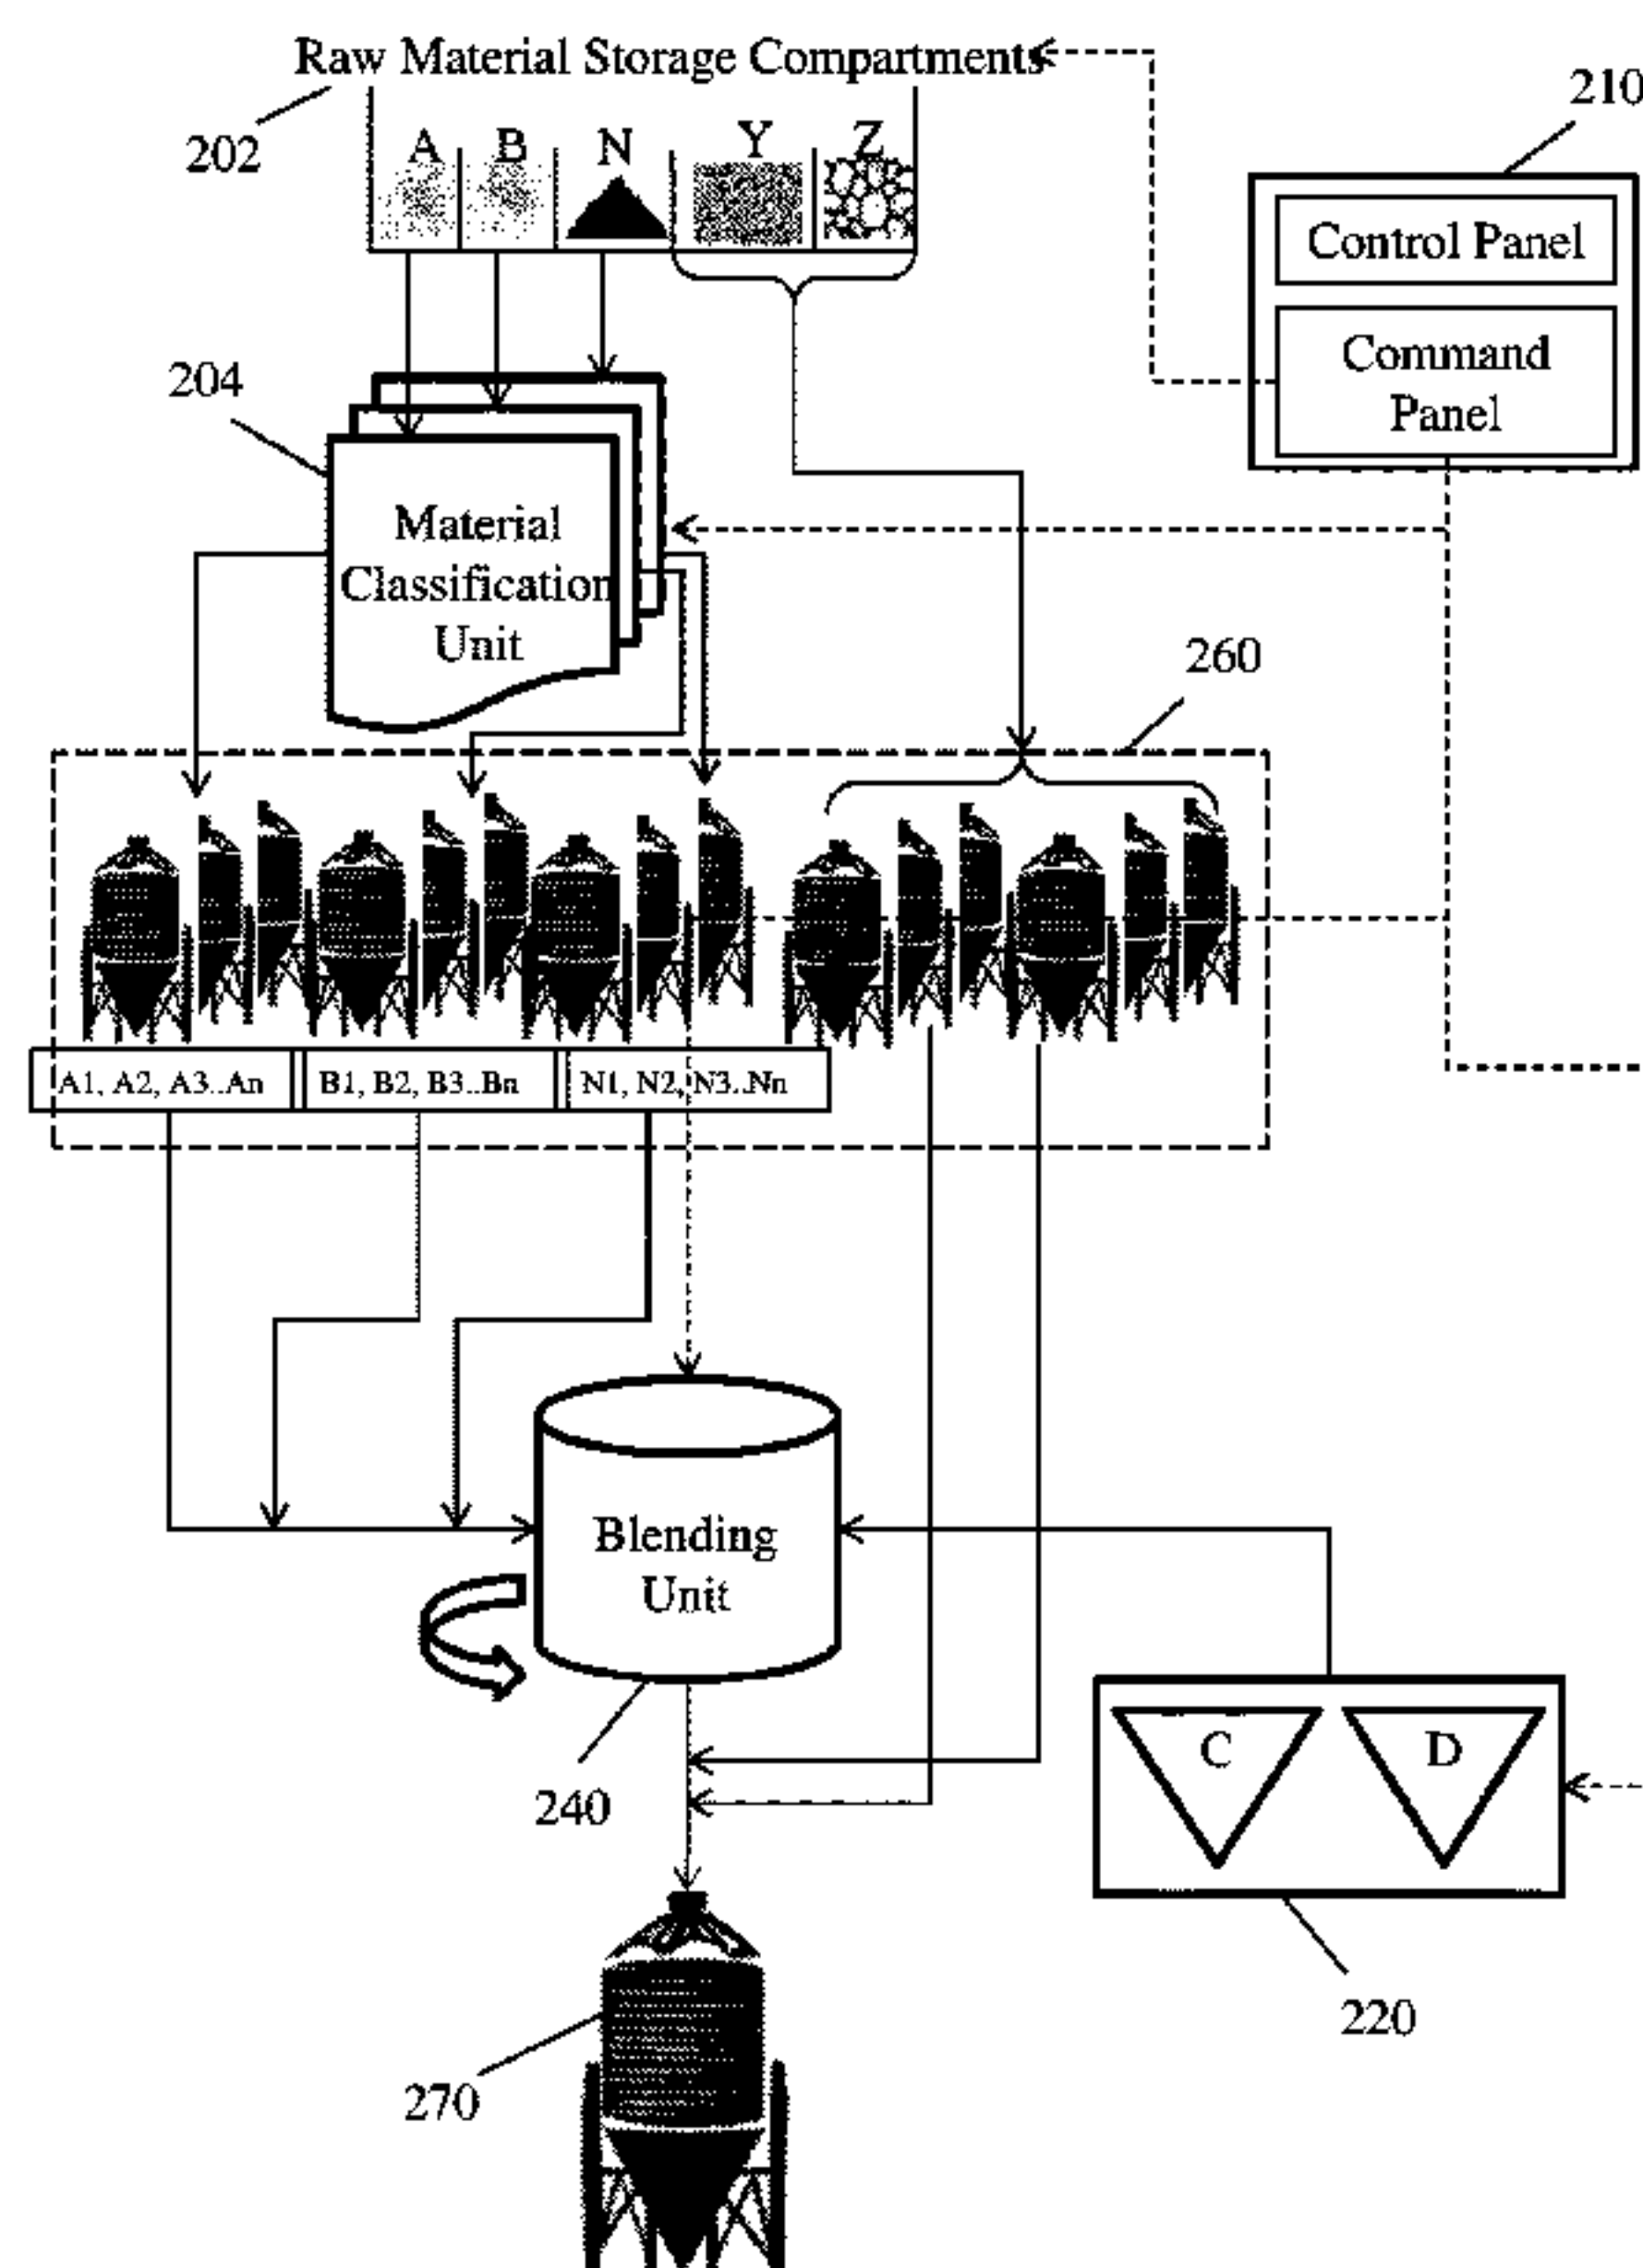 Raw Material Storage Compartments
202
210
A B N Y Z
Control Panel
Command
Panel
204
Material
Classification
Unit
260
A1, A2, A3..An
B1, B2, B3..Bn
N1, N2, N3..Nn
Blending
Unit
240
C
D
220
270